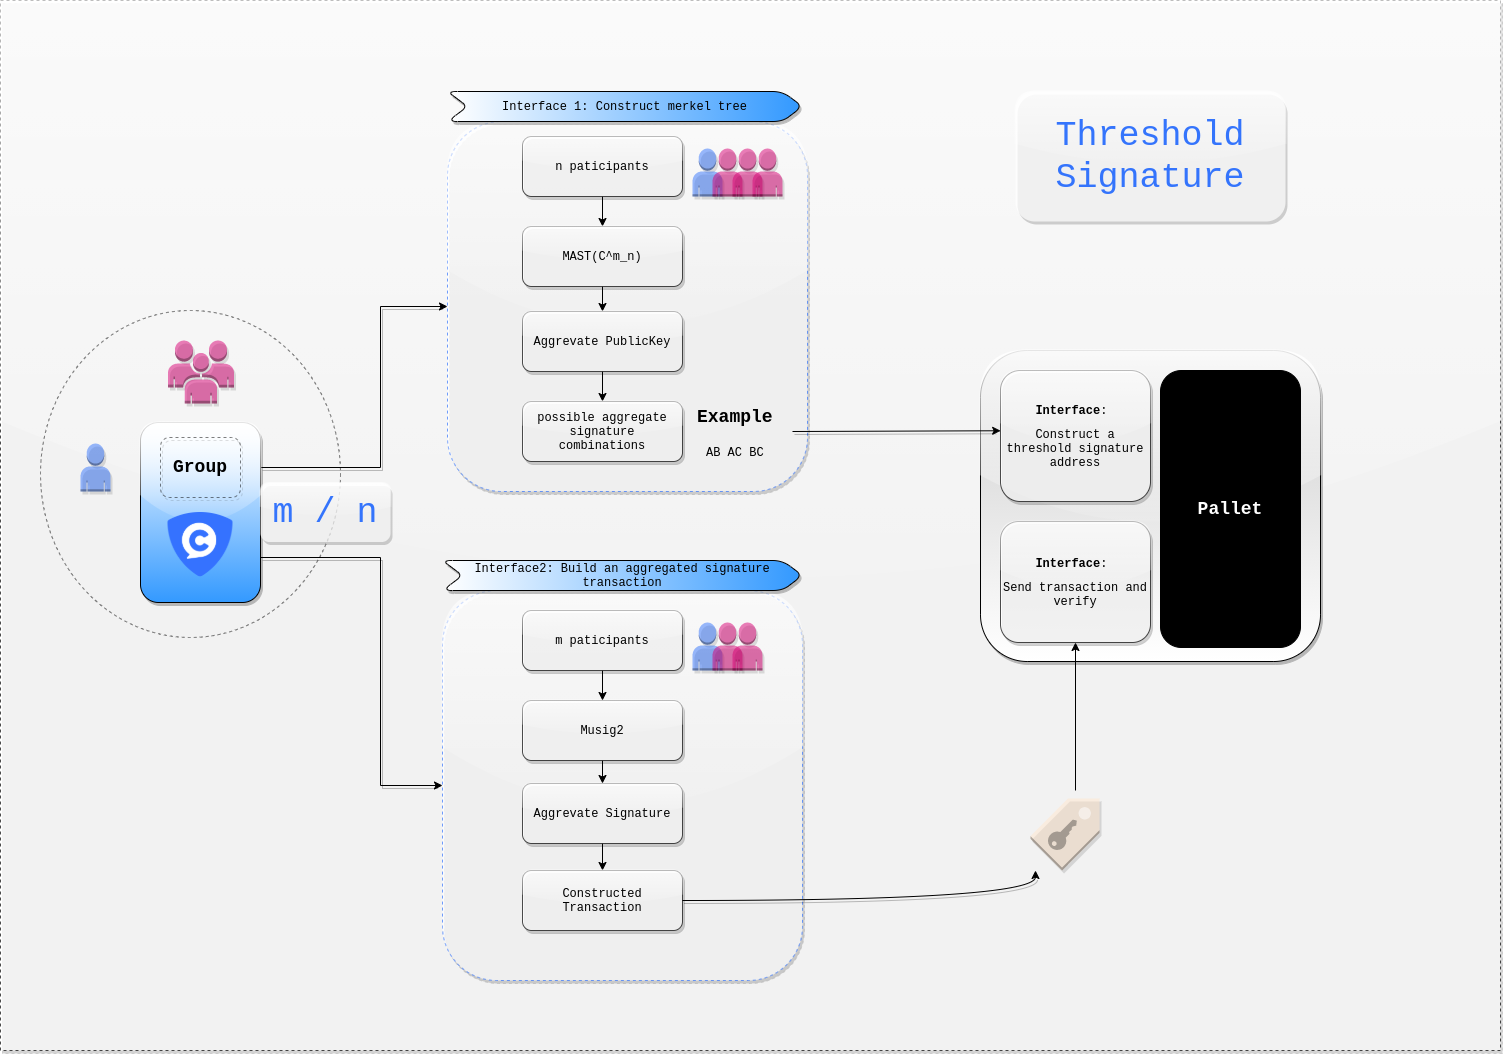 Interface 1: Construct merkel tree
Threshold
Signature
n paticipants
MAST(C^m_n)
Aggrevate PublicKey
possible aggregate
signature
combinations
Example
AB AC BC
Group
m / n
Interface2: Build an aggregated signature
transaction
m paticipants
Musig2
Aggrevate Signature
Constructed
Transaction
Interface:
Construct a
threshold signature
address
Interface:
Send transaction and
verify
Pallet